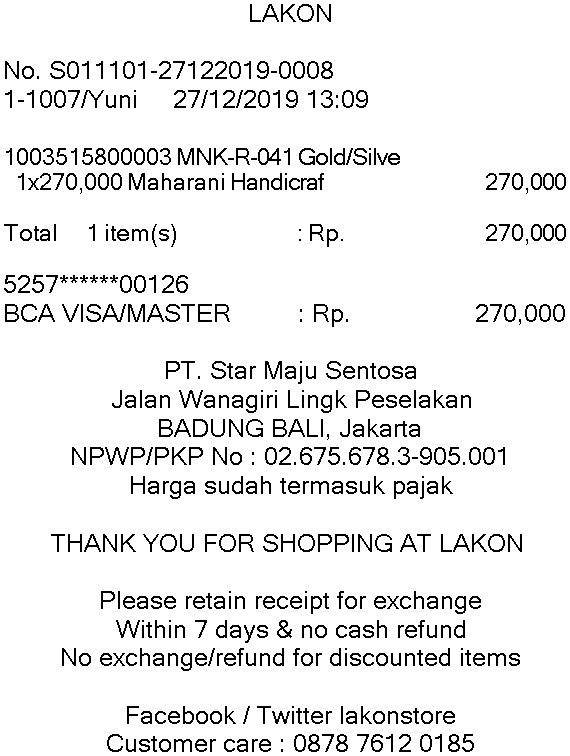 LAKON
No. S011101-27122019-0008
1-1007/Yuni 27/12/2019 13:09
1003515800003 MNK-R-041 Gold/Silve
1x270,000 Maharani Handicraf 270,000
Total 1 item(s) : Rp. 270,000
5257******00126
BCA VISA/MASTER : Rp. 270,000
PT. Star Maju Sentosa
Jalan Wanagiri Lingk Peselakan
BADUNG BALI, Jakarta
NPWP/PKP No : 02.675.678.3-905.001
Harga sudah termasuk pajak
THANK YOU FOR SHOPPING AT LAKON
Please retain receipt for exchange
Within 7 days & no cash refund
No exchange/refund for discounted items
Facebook / Twitter lakonstore
Customer care : 0878 7612 0185